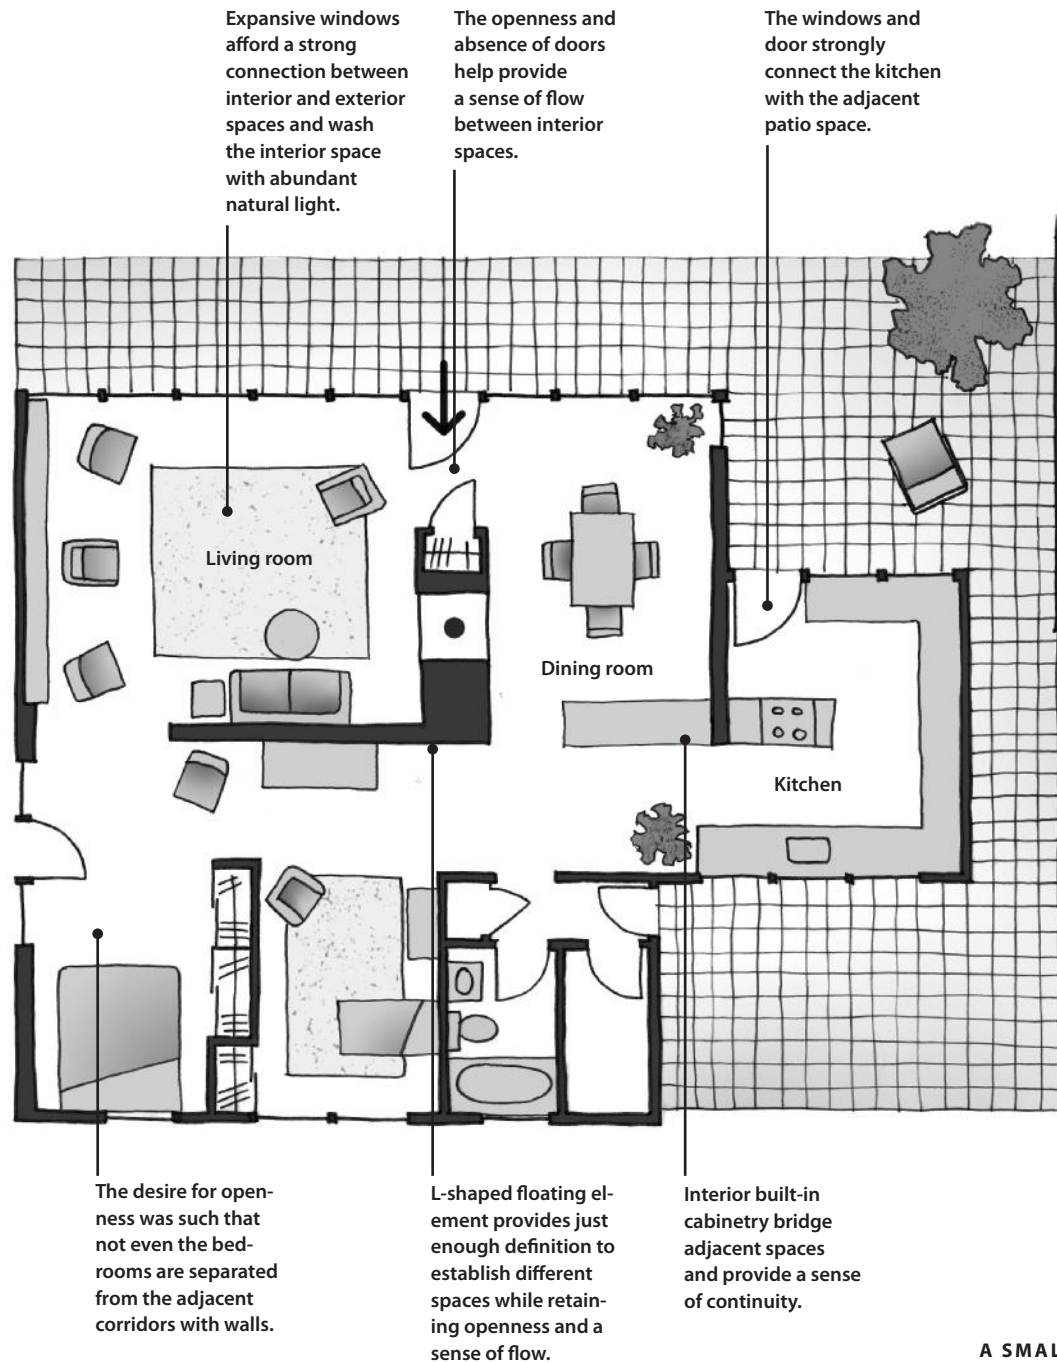 Expansive windows
afford a strong
connection between
interior and exterior
spaces and wash
the interior space
with abundant
natural light.
The openness and
absence of doors
help provide
a sense of flow
between interior
spaces.
The windows and
door strongly
connect the kitchen
with the adjacent
patio space.
Living room
Dining room
Kitchen
The desire for open-
ness was such that
not even the bed-
rooms are separated
from the adjacent
corridors with walls.
L-shaped floating el-
ement provides just
enough definition to
establish different
spaces while retain-
ing openness and a
sense of flow.
Interior built-in
cabinetry bridge
adjacent spaces
and provide a sense
of continuity.
A SMAL